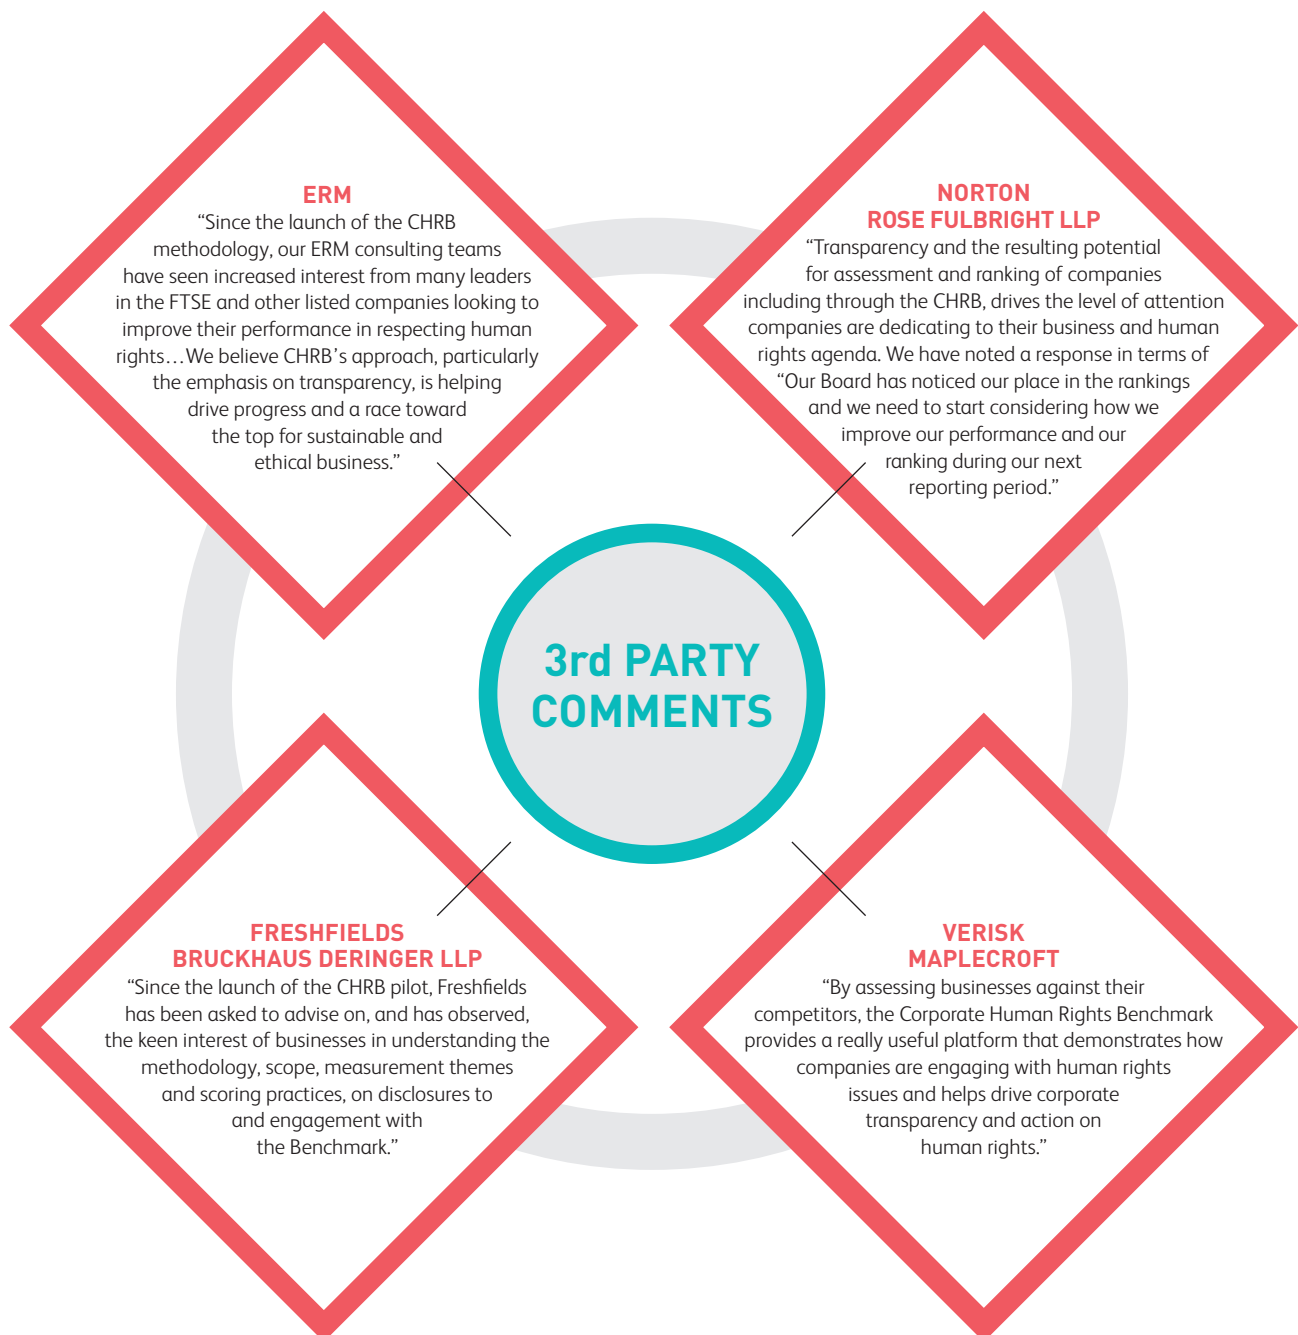 ERM
“Since the launch of the CHRB
methodology, our ERM consulting teams
have seen increased interest from many leaders
in the FTSE and other listed companies looking to
improve their performance in respecting human
rights…We believe CHRB’s approach, particularly
the emphasis on transparency, is helping
drive progress and a race toward
the top for sustainable and
ethical business.”
NORTON
ROSE FULBRIGHT LLP
“Transparency and the resulting potential
for assessment and ranking of companies
including through the CHRB, drives the level of attention
companies are dedicating to their business and human
rights agenda. We have noted a response in terms of
“Our Board has noticed our place in the rankings
and we need to start considering how we
improve our performance and our
ranking during our next
reporting period.”
3rd PARTY
COMMENTS
FRESHFIELDS
BRUCKHAUS DERINGER LLP
“Since the launch of the CHRB pilot, Freshfields
has been asked to advise on, and has observed,
the keen interest of businesses in understanding the
methodology, scope, measurement themes
and scoring practices, on disclosures to
and engagement with
the Benchmark.”
VERISK
MAPLECROFT
“By assessing businesses against their
competitors, the Corporate Human Rights Benchmark
provides a really useful platform that demonstrates how
companies are engaging with human rights
issues and helps drive corporate
transparency and action on
human rights.”